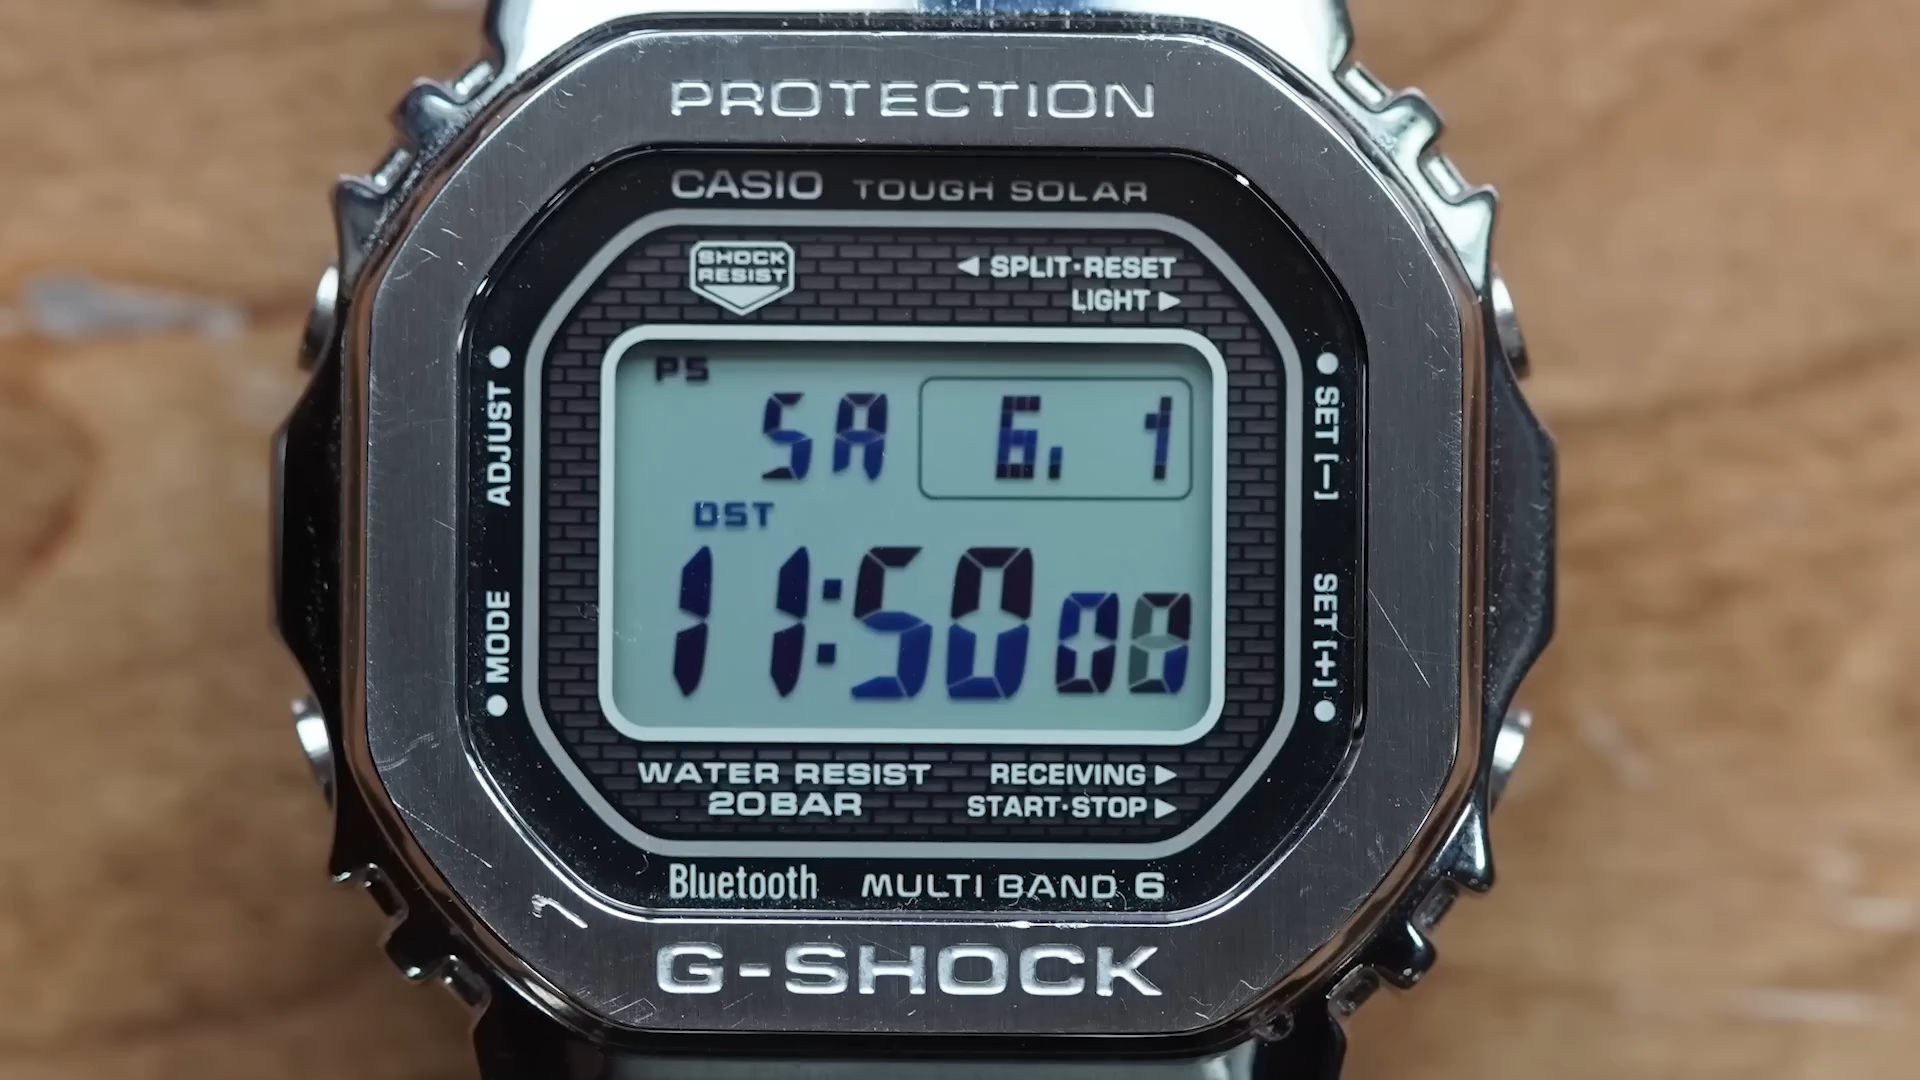 PROTECTION
CASIO TOUGH SOLAR
SHOCK
RESIST
◀ SPLIT·RESET
LIGHT ▶
ADJUST
SET [–]
PS
SA 6. 1
DST
11:50
MODE
SET [+]
WATER RESIST
20BAR
RECEIVING ▶
START·STOP ▶
Bluetooth MULTI BAND 6
G-SHOCK